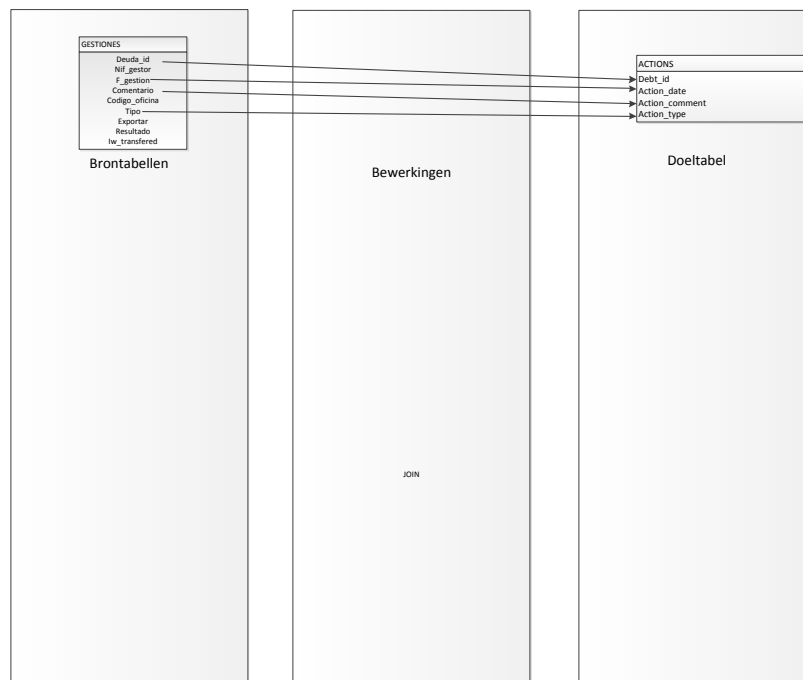 GESTIONES
Deuda_id
Nif_gestor
F_gestion
Comentario
Codigo_oficina
Tipo
Exportar
Resultado
Iw_transfered
Brontabellen
Bewerkingen
JOIN
ACTIONS
Debt_id
Action_date
Action_comment
Action_type
Doeltabel